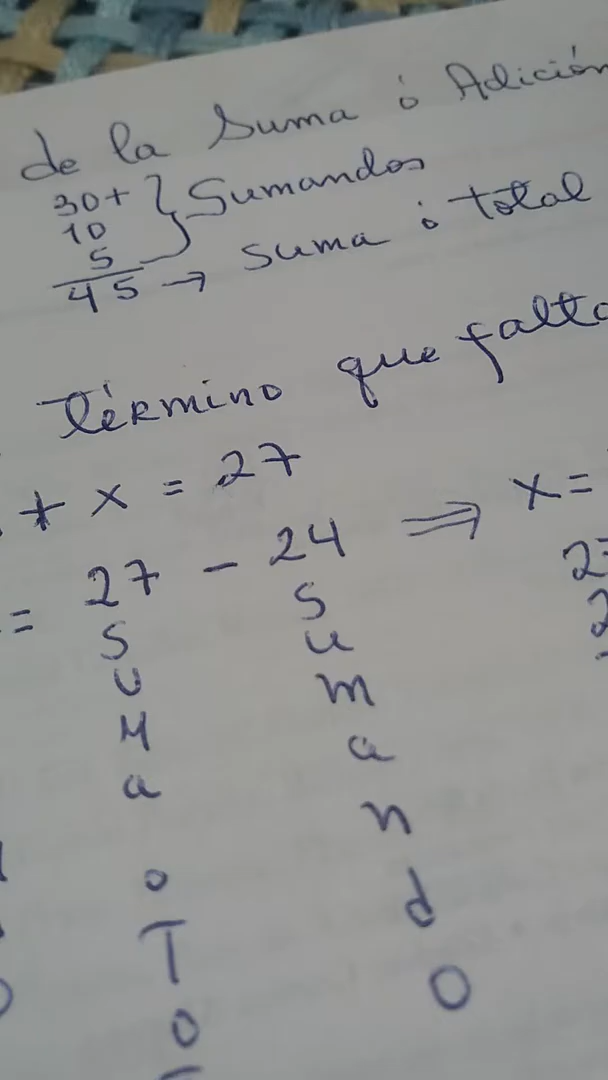 de la Suma ó Adición
30+ } Sumandos
10
5
45 → suma ó total
Término que falta
+ x = 27
= 27 - 24 ⇒ x =
S S
u u
M m
a a
n
o d
T O
o